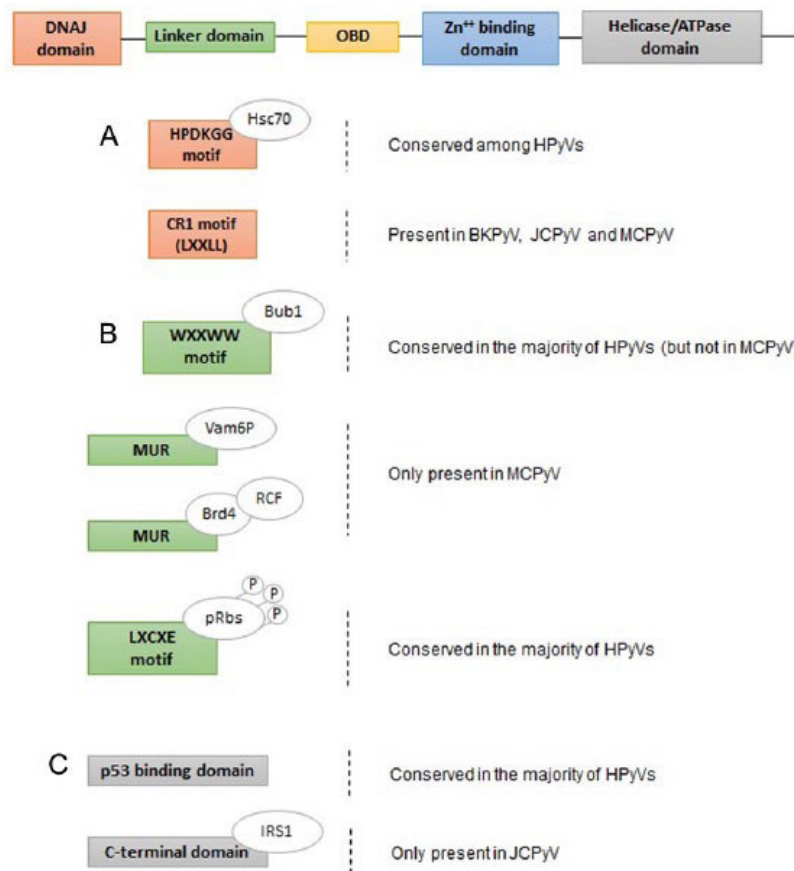 DNAJ
domain
Linker domain
OBD
Zn⁺⁺ binding
domain
Helicase/ATPase
domain
A
HPDKGG
motif
Hsc70
Conserved among HPyVs
CR1 motif
(LXXLL)
Present in BKPyV, JCPyV and MCPyV
B
WXXWW
motif
Bub1
Conserved in the majority of HPyVs (but not in MCPyV
MUR
Vam6P
Only present in MCPyV
MUR
Brd4
RCF
LXCXE
motif
pRbs
P
P
P
Conserved in the majority of HPyVs
C
p53 binding domain
Conserved in the majority of HPyVs
C-terminal domain
IRS1
Only present in JCPyV